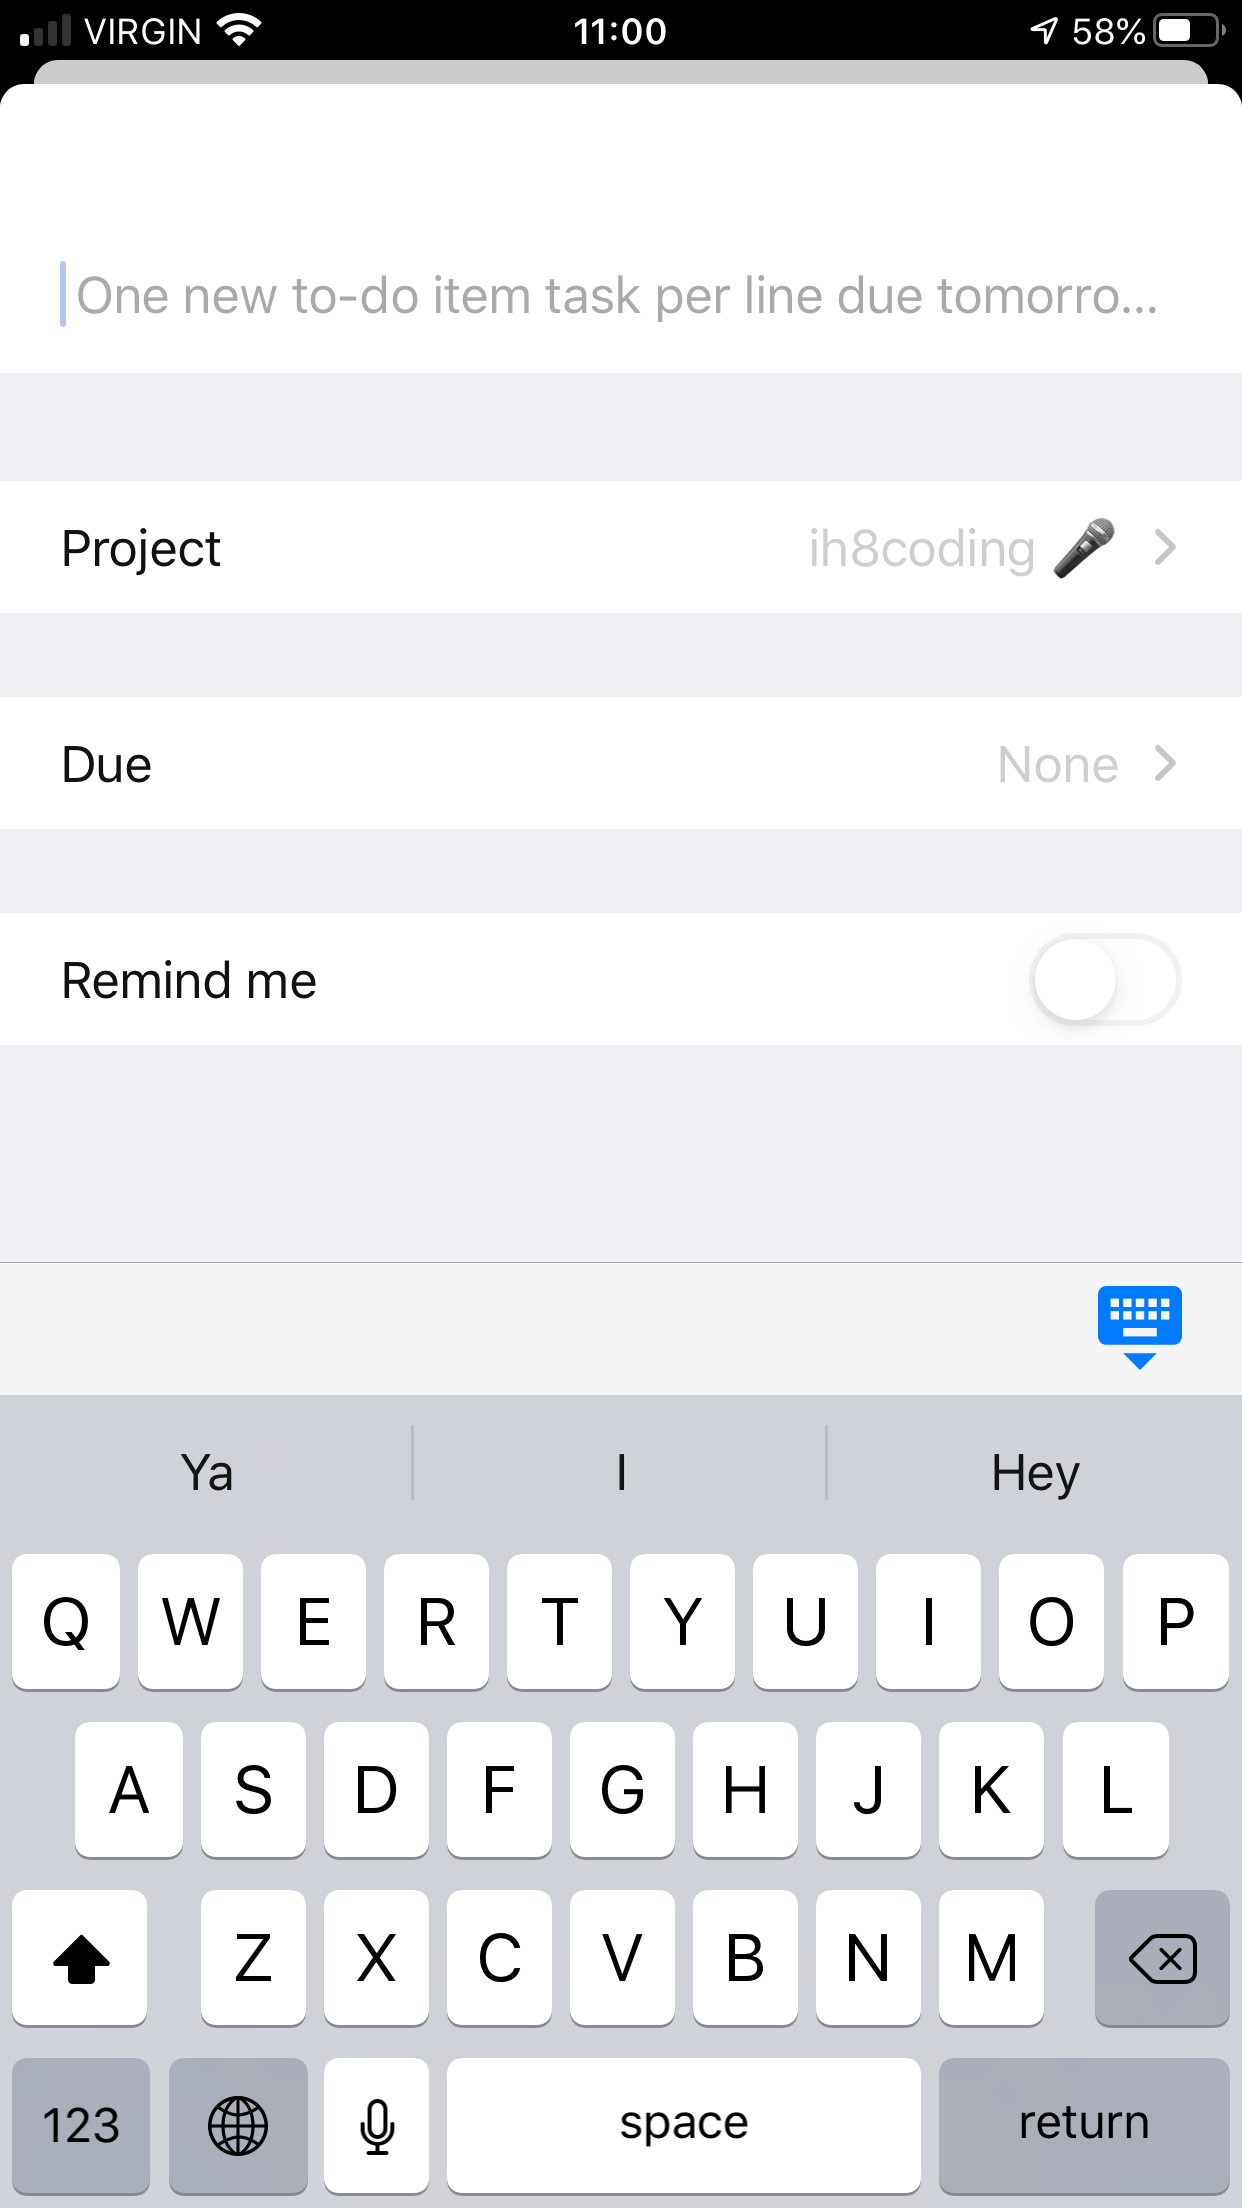 VIRGIN 11:00 58%
One new to-do item task per line due tomorro...
Project ih8coding
Due None
Remind me
Ya I Hey
Q W E R T Y U I O P
A S D F G H J K L
Z X C V B N M
123 space return